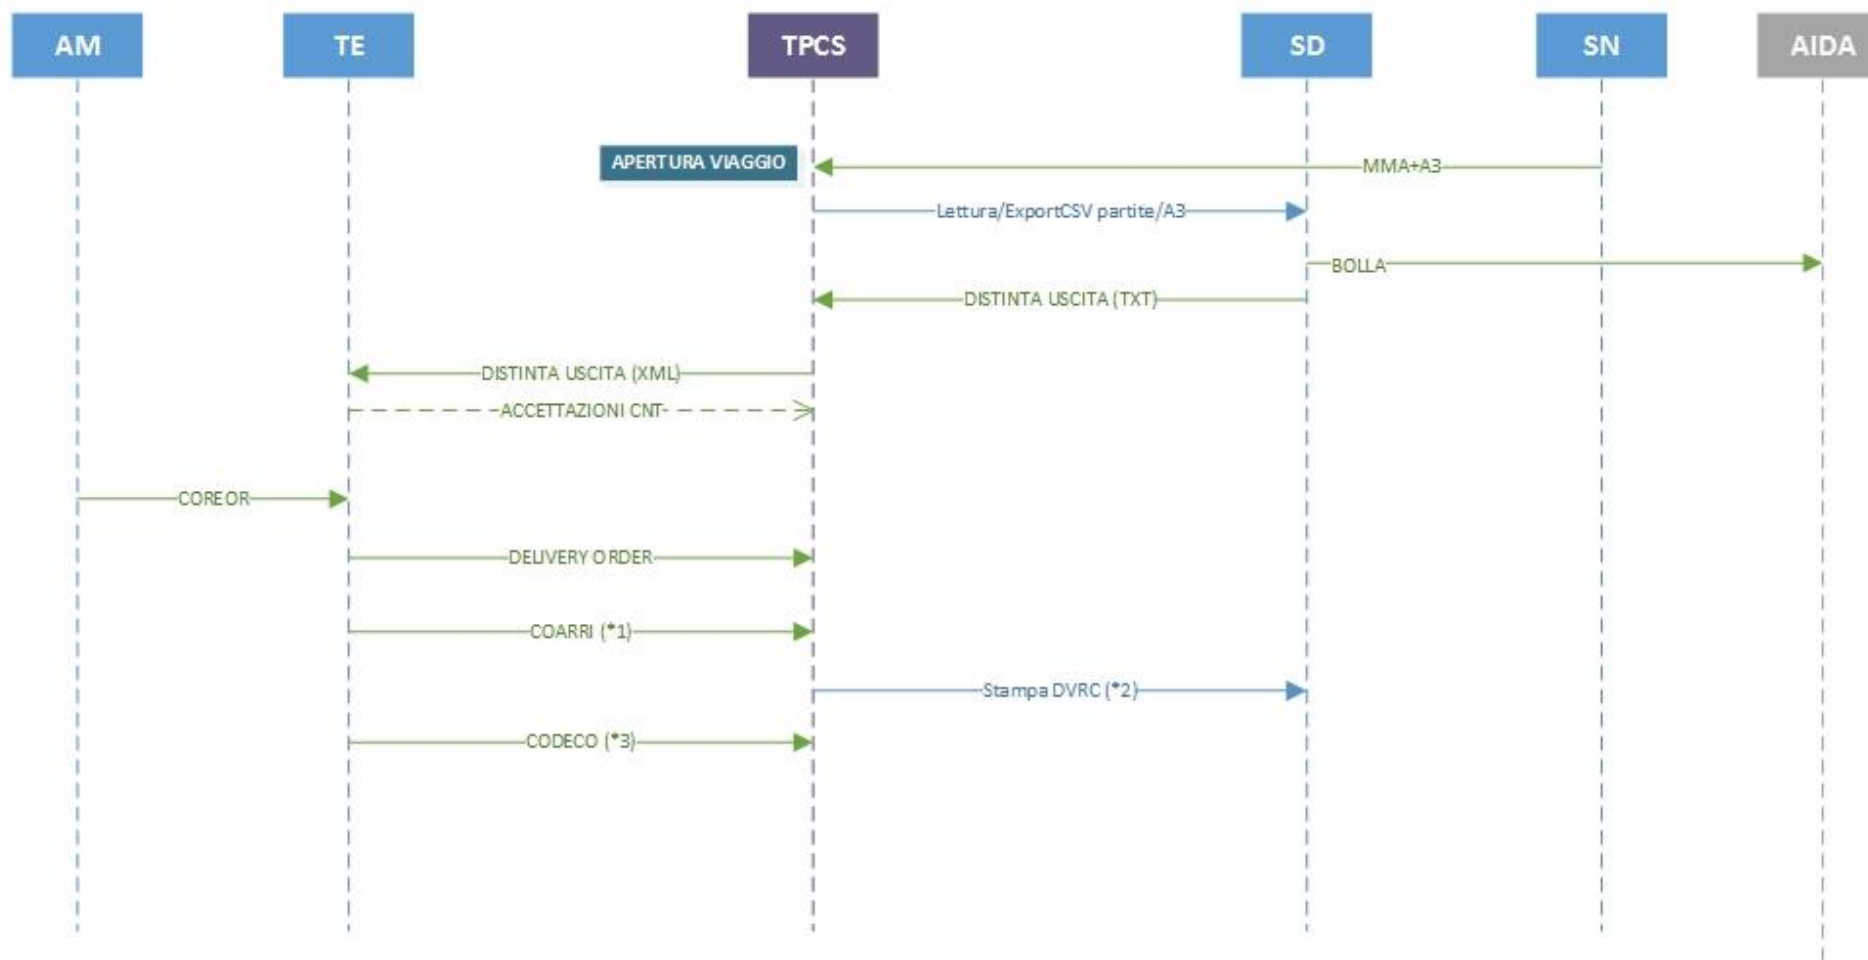 AM TE TPCS SD SN AIDA
APERTURA VIAGGIO MMA+A3
Lettura/ExportCSV partite/A3
BOLLA
DISTINTA USCITA (TXT)
DISTINTA USCITA (XML)
ACCETTAZIONI CNT
COREOR
DELIVERY ORDER
COARRI (*1)
Stampa DVRC (*2)
CODECO (*3)